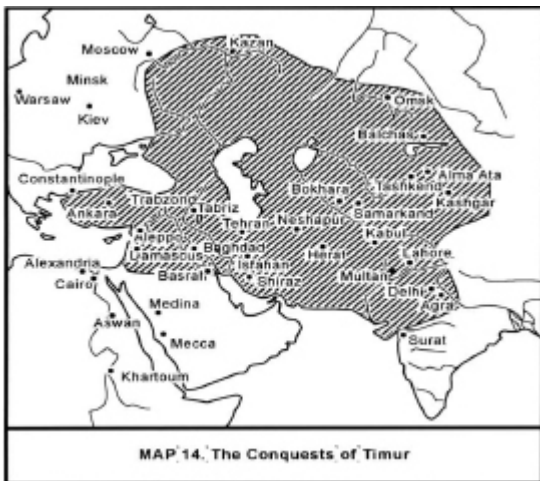 Moscow
Kazan
Minsk
Warsaw
Kiev
Omsk
Balchas
Constantinople
Alma Ata
Trabzong
Bokhara
Tashkend
Ankara
Tabriz
Samarkand
Kashgar
Tehran
Neshapur
Aleppo
Kabul
Baghdad
Damascus
Herat
Lahore
Isfahan
Alexandria
Basrah
Multan
Cairo
Shiraz
Delhi
Medina
Agra
Aswan
Mecca
Surat
Khartoum
MAP 14. The Conquests of Timur